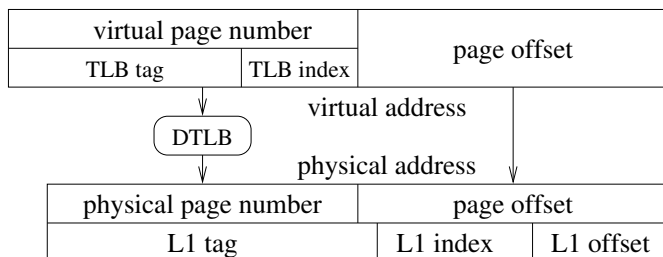 virtual page number
page offset
TLB tag TLB index
virtual address
DTLB
physical address
physical page number page offset
L1 tag L1 index L1 offset